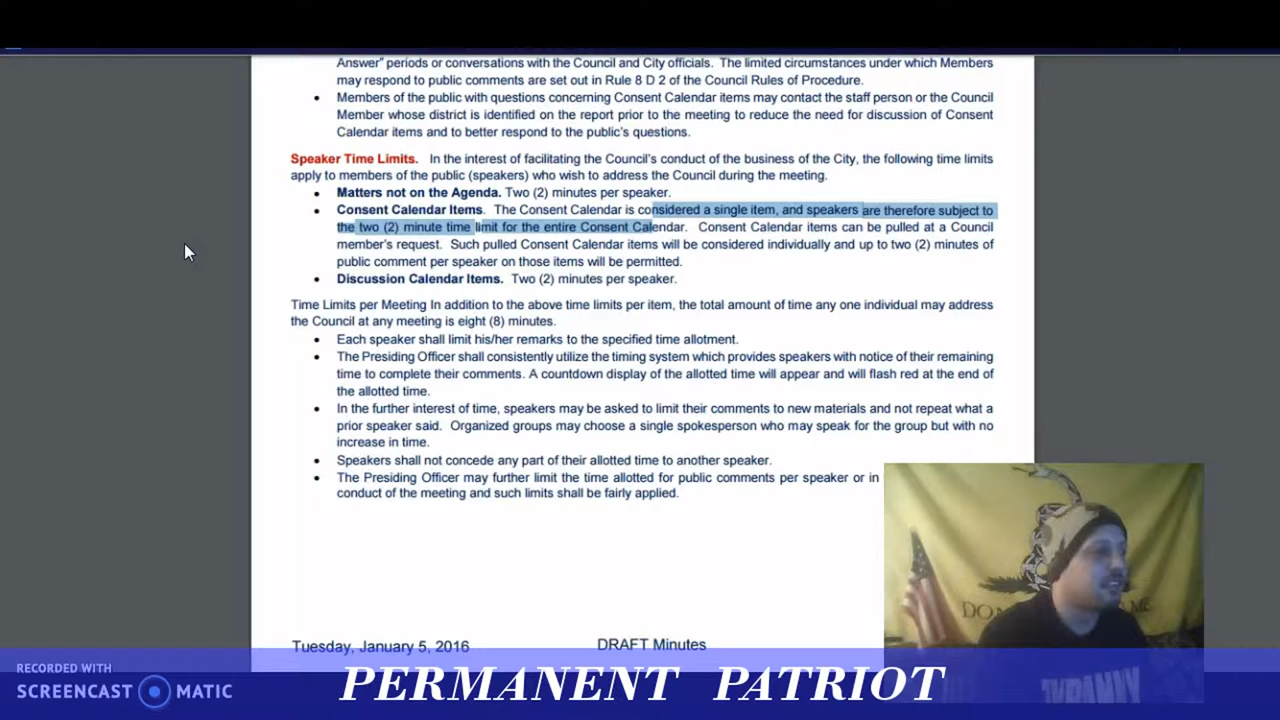 Answer" periods or conversations with the Council and City officials. The limited circumstances under which Members
may respond to public comments are set out in Rule 8 D 2 of the Council Rules of Procedure.
• Members of the public with questions concerning Consent Calendar items may contact the staff person or the Council
Member whose district is identified on the report prior to the meeting to reduce the need for discussion of Consent
Calendar items and to better respond to the public's questions.
Speaker Time Limits. In the interest of facilitating the Council's conduct of the business of the City, the following time limits
apply to members of the public (speakers) who wish to address the Council during the meeting.
• Matters not on the Agenda. Two (2) minutes per speaker.
• Consent Calendar Items. The Consent Calendar is considered a single item, and speakers are therefore subject to
the two (2) minute time limit for the entire Consent Calendar. Consent Calendar items can be pulled at a Council
member's request. Such pulled Consent Calendar items will be considered individually and up to two (2) minutes of
public comment per speaker on those items will be permitted.
• Discussion Calendar Items. Two (2) minutes per speaker.
Time Limits per Meeting In addition to the above time limits per item, the total amount of time any one individual may address
the Council at any meeting is eight (8) minutes.
• Each speaker shall limit his/her remarks to the specified time allotment.
• The Presiding Officer shall consistently utilize the timing system which provides speakers with notice of their remaining
time to complete their comments. A countdown display of the allotted time will appear and will flash red at the end of
the allotted time.
• In the further interest of time, speakers may be asked to limit their comments to new materials and not repeat what a
prior speaker said. Organized groups may choose a single spokesperson who may speak for the group but with no
increase in time.
• Speakers shall not concede any part of their allotted time to another speaker.
• The Presiding Officer may further limit the time allotted for public comments per speaker or in
conduct of the meeting and such limits shall be fairly applied.
DON ME
Tuesday, January 5, 2016 DRAFT Minutes
TYRANNY
RECORDED WITH
SCREENCAST MATIC
PERMANENT PATRIOT